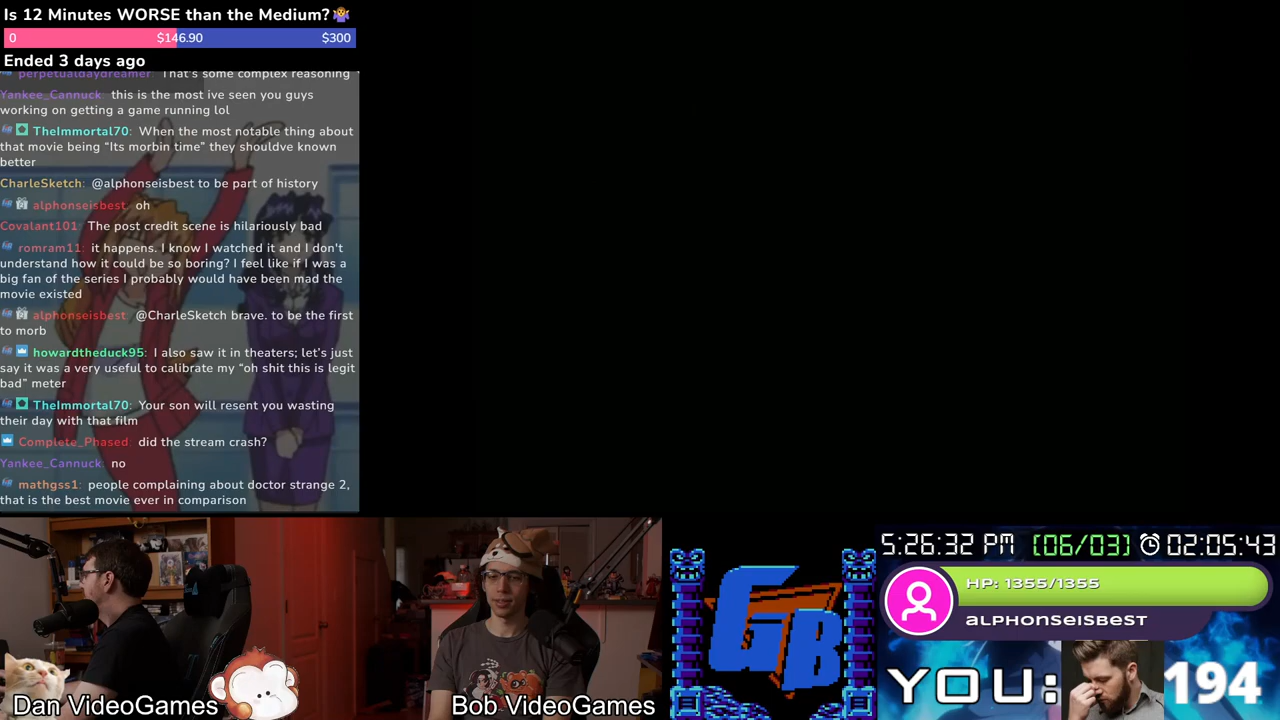 Is 12 Minutes WORSE than the Medium?🤷‍♀️
0 $146.90 $300
Ended 3 days ago
perpetualdaydreamer: That's some complex reasoning
Yankee_Cannuck: this is the most ive seen you guys
working on getting a game running lol
TheImmortal70: When the most notable thing about
that movie being “Its morbin time” they shouldve known
better
CharleSketch: @alphonseisbest to be part of history
alphonseisbest: oh
Covalant101: The post credit scene is hilariously bad
romram11: it happens. I know I watched it and I don't
understand how it could be so boring? I feel like if I was a
big fan of the series I probably would have been mad the
movie existed
alphonseisbest: @CharleSketch brave. to be the first
to morb
howardtheduck95: I also saw it in theaters; let’s just
say it was a very useful to calibrate my “oh shit this is legit
bad” meter
TheImmortal70: Your son will resent you wasting
their day with that film
Complete_Phased: did the stream crash?
Yankee_Cannuck: no
mathgss1: people complaining about doctor strange 2,
that is the best movie ever in comparison
Dan VideoGames
Bob VideoGames
GB
5:26:32 PM [06/03] 02:05:43
HP: 1355/1355
alphonseisbest
YOU: 194